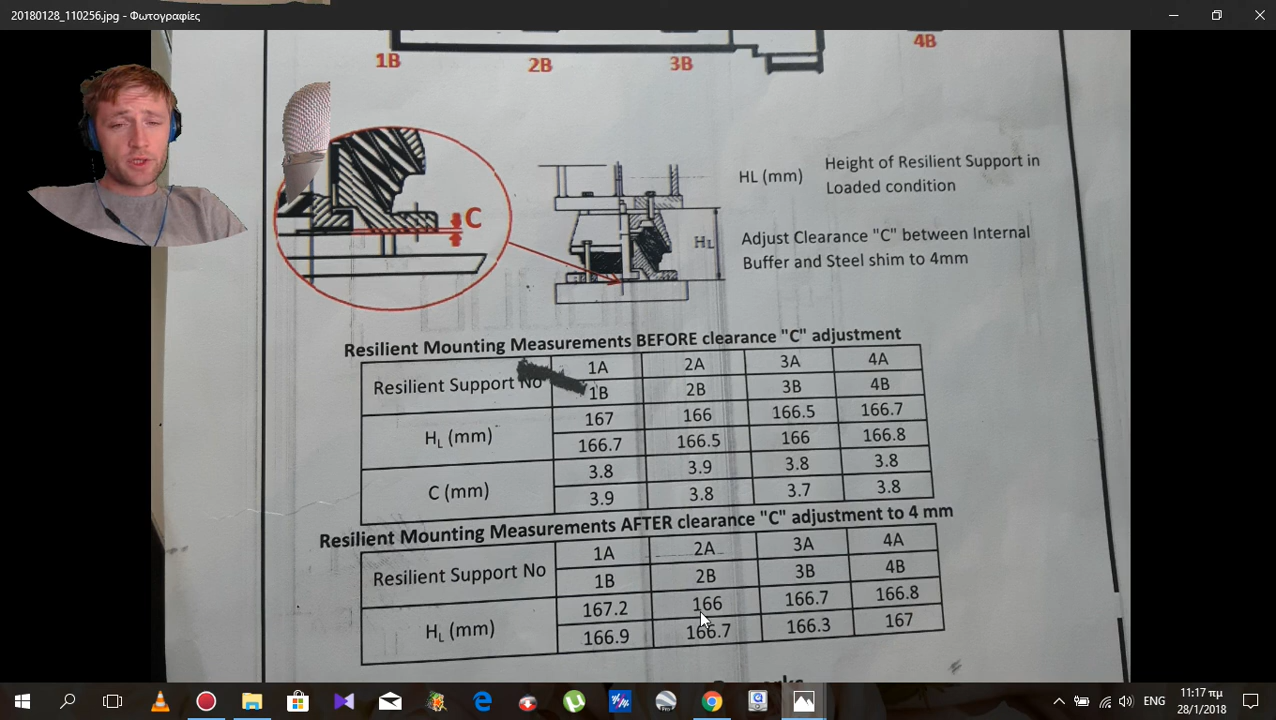 20180128_110256.jpg - Φωτογραφίες
1B 2B 3B 4B
C
HL
HL (mm) Height of Resilient Support in
Loaded condition
Adjust Clearance "C" between Internal
Buffer and Steel shim to 4mm
Resilient Mounting Measurements BEFORE clearance "C" adjustment
Resilient Support No
1A 2A 3A 4A
1B 2B 3B 4B
HL (mm)
167 166 166.5 166.7
166.7 166.5 166 166.8
C (mm)
3.8 3.9 3.8 3.8
3.9 3.8 3.7 3.8
Resilient Mounting Measurements AFTER clearance "C" adjustment to 4 mm
Resilient Support No
1A 2A 3A 4A
1B 2B 3B 4B
HL (mm)
167.2 166 166.7 166.8
166.9 166.7 166.3 167
ΕΝG
11:17 πμ
28/1/2018